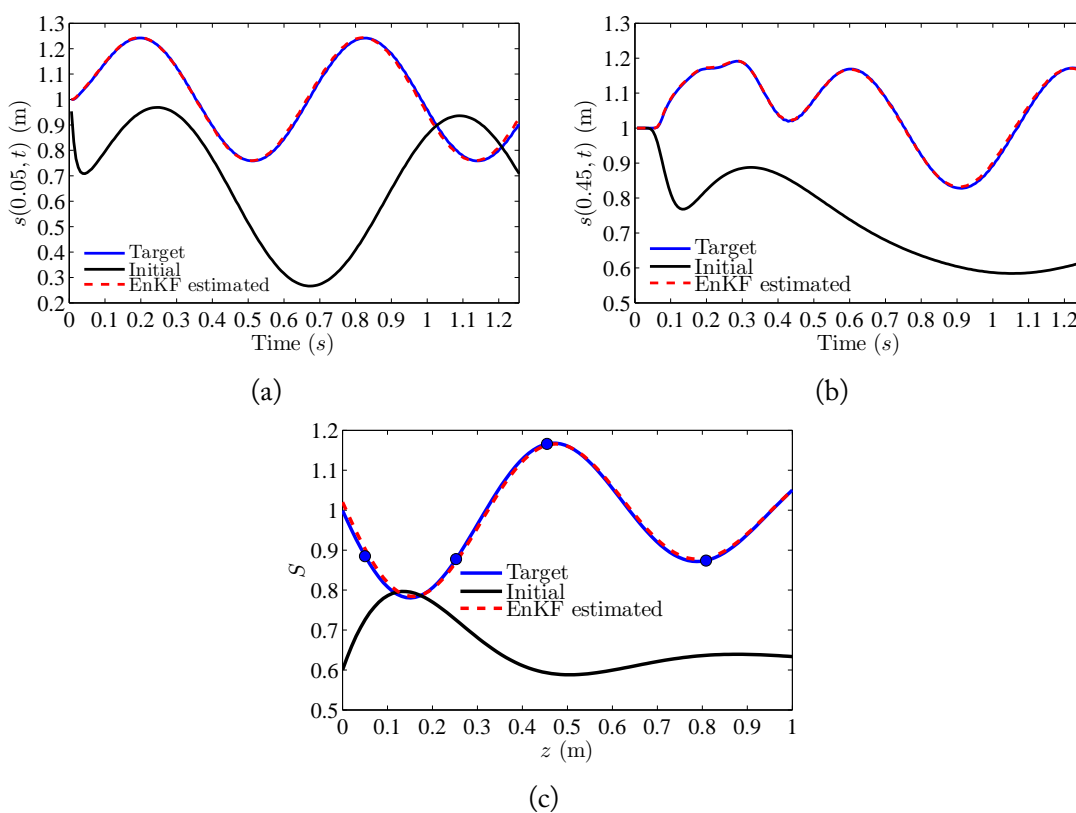 1.3
1.2
1.1
1
0.9
0.8
0.7
0.6
0.5
0.4
0.3
0.2
s(0.05, t) (m)
Target
Initial
EnKF estimated
0 0.1 0.2 0.3 0.4 0.5 0.6 0.7 0.8 0.9 1 1.1 1.2
Time (s)
(a)
1.3
1.2
1.1
1
0.9
0.8
0.7
0.6
0.5
s(0.45, t) (m)
Target
Initial
EnKF estimated
0 0.1 0.2 0.3 0.4 0.5 0.6 0.7 0.8 0.9 1 1.1 1.2
Time (s)
(b)
1.2
1.1
1
0.9
0.8
0.7
0.6
0.5
S
Target
Initial
EnKF estimated
0 0.1 0.2 0.3 0.4 0.5 0.6 0.7 0.8 0.9 1
z (m)
(c)